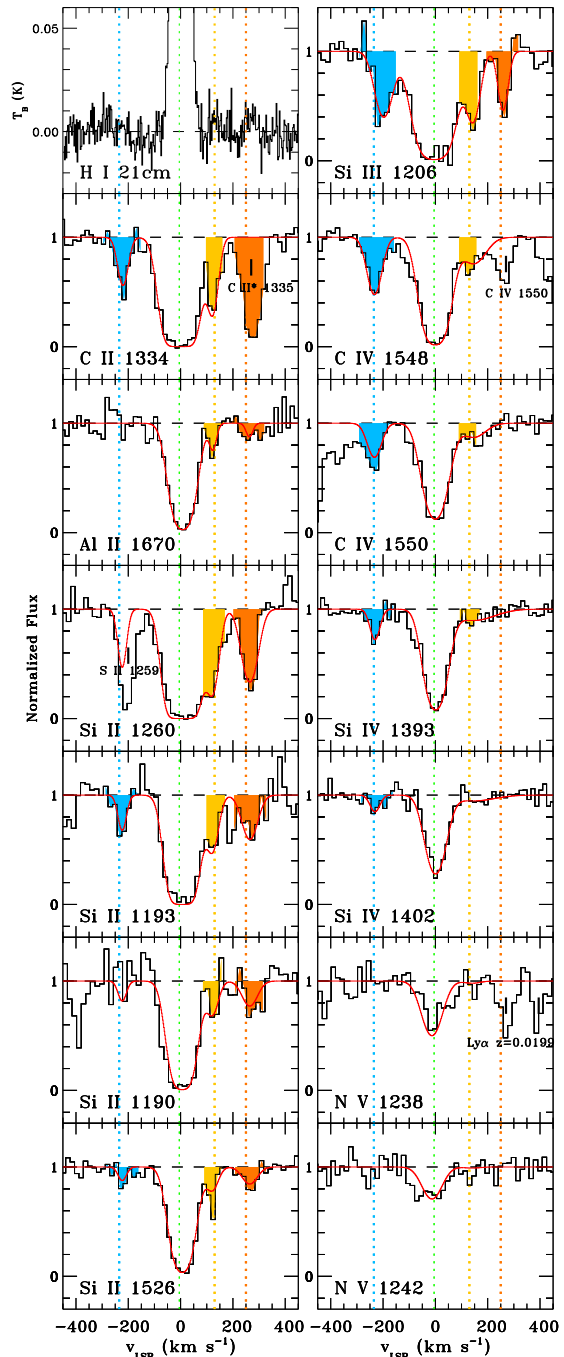 0.05
0.00
T_B (K)
H I 21cm
1
0
Si III 1206
1
0
C II* 1335
C II 1334
1
0
C IV 1550
C IV 1548
1
0
Al II 1670
1
0
C IV 1550
Normalized Flux
1
0
S II 1259
Si II 1260
1
0
Si IV 1393
1
0
Si II 1193
1
0
Si IV 1402
1
0
Si II 1190
1
0
Lyα z=0.0199
N V 1238
1
0
Si II 1526
1
0
N V 1242
−400 −200 0 200 400
−400 −200 0 200 400
v_LSR (km s⁻¹)
v_LSR (km s⁻¹)